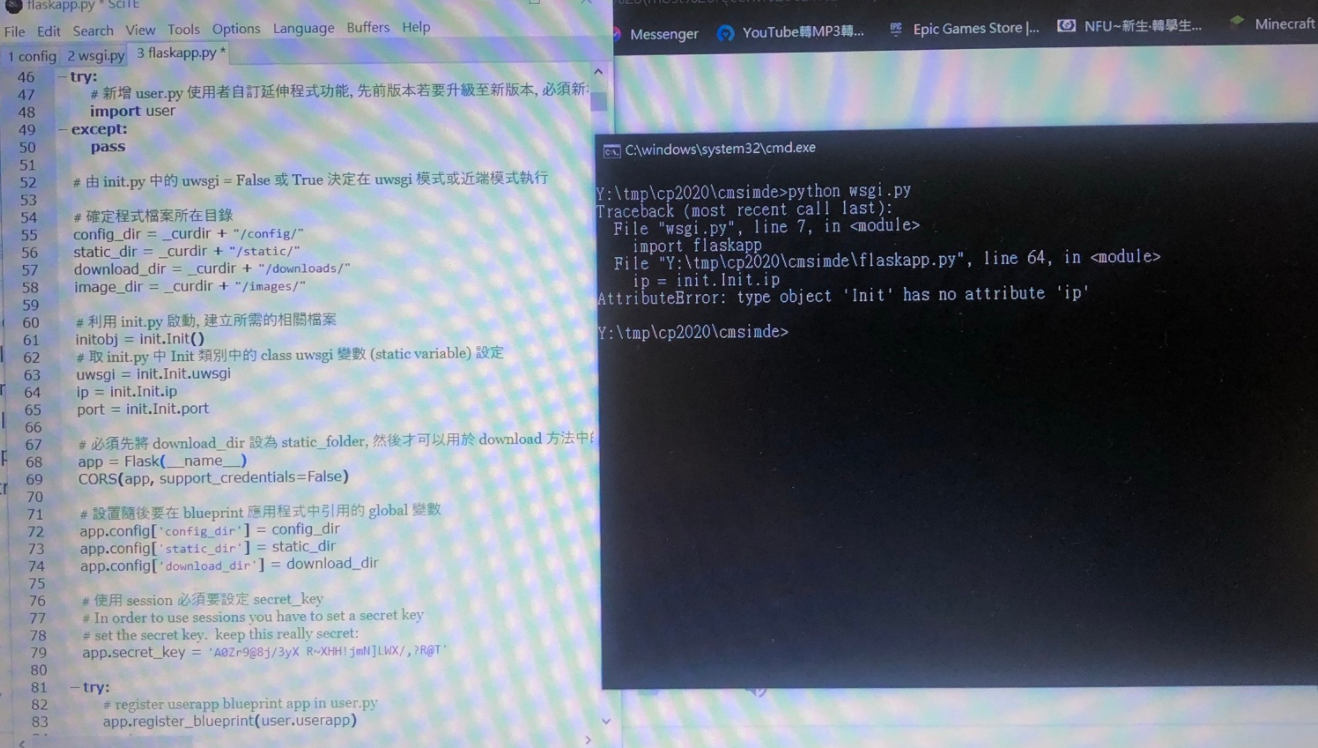 flaskapp.py * SciTE
File Edit Search View Tools Options Language Buffers Help
1 config 2 wsgi.py 3 flaskapp.py *
46 try:
47 # 新增 user.py 使用者自訂延伸程式功能, 先前版本若要升級至新版本, 必須新
48 import user
49 except:
50 pass
51
52 # 由 init.py 中的 uwsgi = False 或 True 決定在 uwsgi 模式或近端模式執行
53
54 # 確定程式檔案所在目錄
55 config_dir = _curdir + "/config/"
56 static_dir = _curdir + "/static/"
57 download_dir = _curdir + "/downloads/"
58 image_dir = _curdir + "/images/"
59
60 # 利用 init.py 啟動, 建立所需的相關檔案
61 initobj = init.Init()
62 # 取 init.py 中 Init 類別中的 class uwsgi 變數 (static variable) 設定
63 uwsgi = init.Init.uwsgi
64 ip = init.Init.ip
65 port = init.Init.port
66
67 # 必須先將 download_dir 設為 static_folder, 然後才可以用於 download 方法中
68 app = Flask(__name__)
69 CORS(app, support_credentials=False)
70
71 # 設置隨後要在 blueprint 應用程式中引用的 global 變數
72 app.config['config_dir'] = config_dir
73 app.config['static_dir'] = static_dir
74 app.config['download_dir'] = download_dir
75
76 # 使用 session 必須要設定 secret_key
77 # In order to use sessions you have to set a secret key
78 # set the secret key. keep this really secret:
79 app.secret_key = 'A0Zr9@8j/3yX R~XHH!jmN]LWX/,?R@T'
80
81 try:
82 # register userapp blueprint app in user.py
83 app.register_blueprint(user.userapp)
Messenger YouTube轉MP3轉... Epic Games Store |... NFU~新生‧轉學生... Minecraft
C:\windows\system32\cmd.exe
Y:\tmp\cp2020\cmsimde>python wsgi.py
Traceback (most recent call last):
File "wsgi.py", line 7, in <module>
import flaskapp
File "Y:\tmp\cp2020\cmsimde\flaskapp.py", line 64, in <module>
ip = init.Init.ip
AttributeError: type object 'Init' has no attribute 'ip'
Y:\tmp\cp2020\cmsimde>